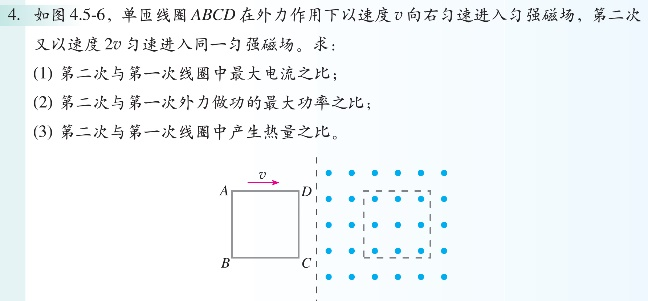 4. 如图 4.5-6，单匝线圈 ABCD 在外力作用下以速度 v 向右匀速进入匀强磁场，第二次
又以速度 2v 匀速进入同一匀强磁场。求：
(1) 第二次与第一次线圈中最大电流之比；
(2) 第二次与第一次外力做功的最大功率之比；
(3) 第二次与第一次线圈中产生热量之比。
v
A D
B C